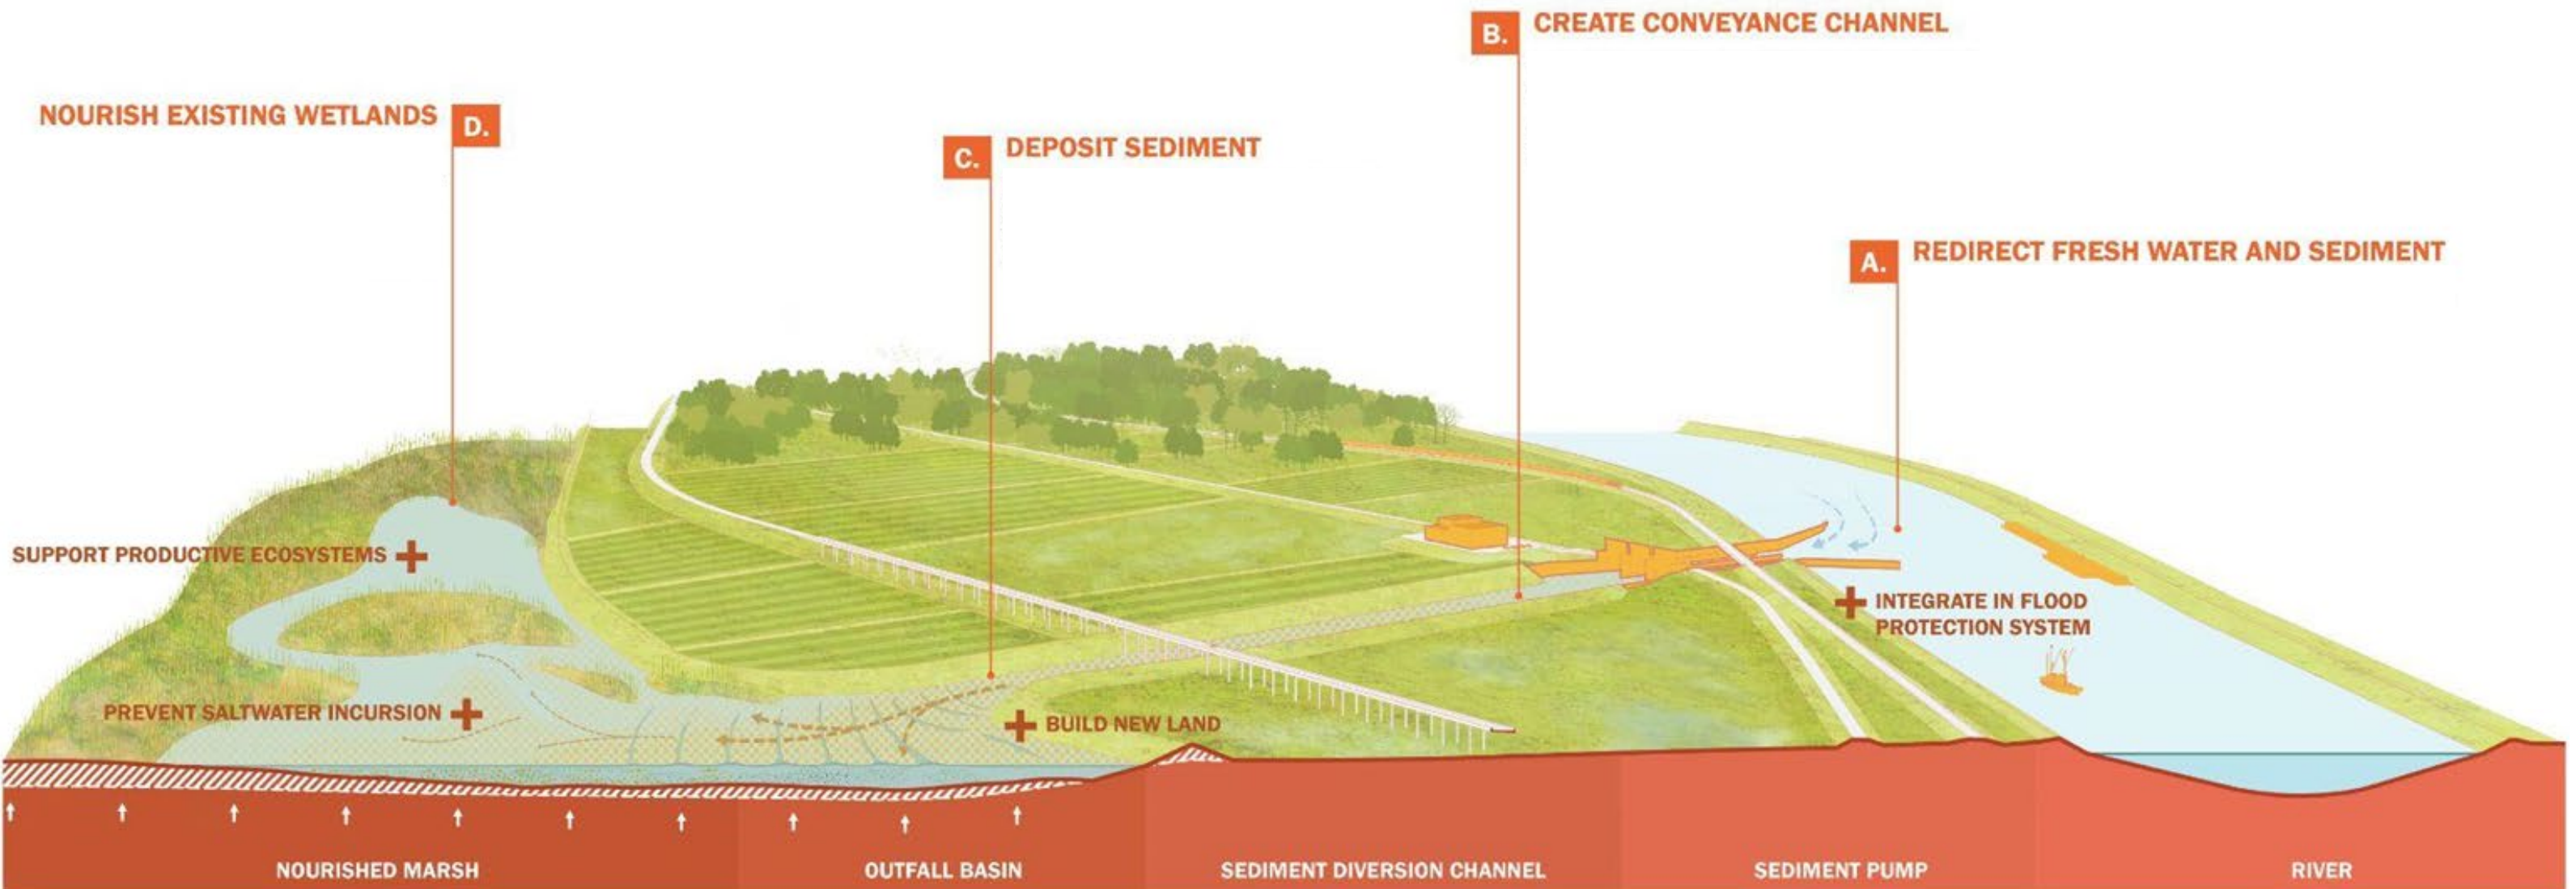 B. CREATE CONVEYANCE CHANNEL
NOURISH EXISTING WETLANDS D.
C. DEPOSIT SEDIMENT
A. REDIRECT FRESH WATER AND SEDIMENT
SUPPORT PRODUCTIVE ECOSYSTEMS
INTEGRATE IN FLOOD
PROTECTION SYSTEM
PREVENT SALTWATER INCURSION
BUILD NEW LAND
NOURISHED MARSH
OUTFALL BASIN
SEDIMENT DIVERSION CHANNEL
SEDIMENT PUMP
RIVER